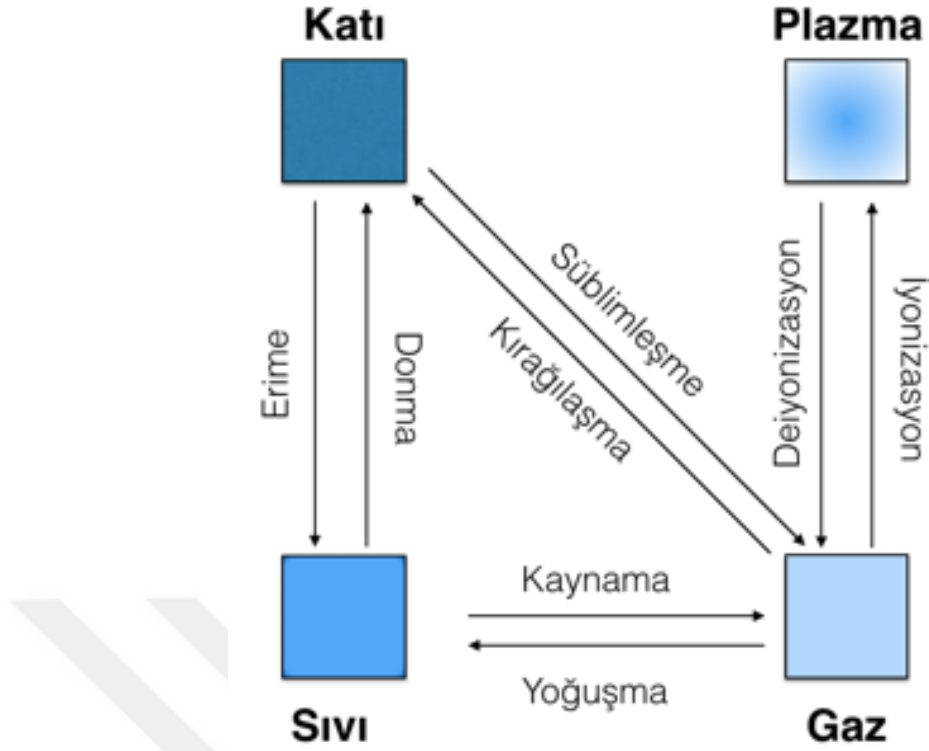 Katı
Plazma
Erime
Donma
Süblimleşme
Kırağılaşma
Deiyonizasyon
İyonizasyon
Kaynama
Yoğuşma
Sıvı
Gaz